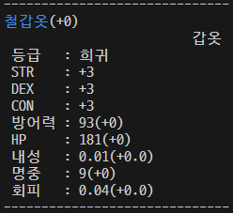 ------------------------------
철갑옷(+0)
갑옷
등급 : 희귀
STR : +3
DEX : +3
CON : +3
방어력 : 93(+0)
HP : 181(+0)
내성 : 0.01(+0.0)
명중 : 9(+0)
회피 : 0.04(+0.0)
------------------------------